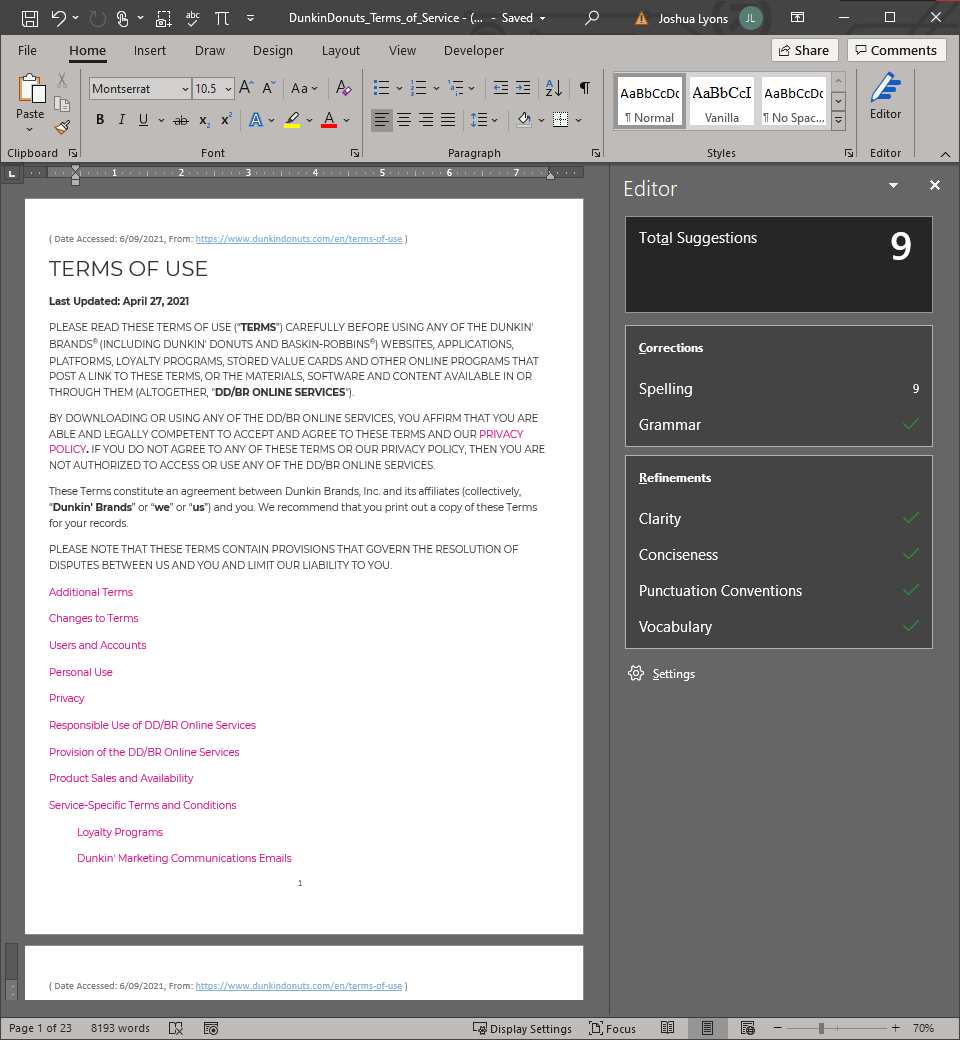 DunkinDonuts_Terms_of_Service - (... - Saved
Joshua Lyons JL
File Home Insert Draw Design Layout View Developer Share Comments
Paste
Montserrat 10.5
AaBbCcDc AaBbCcI AaBbCcDc
¶ Normal Vanilla ¶ No Spac...
Editor
Clipboard Font Paragraph Styles Editor
1 2 3 4 5 6 7
( Date Accessed: 6/09/2021, From: https://www.dunkindonuts.com/en/terms-of-use )
TERMS OF USE
Last Updated: April 27, 2021
PLEASE READ THESE TERMS OF USE (“TERMS”) CAREFULLY BEFORE USING ANY OF THE DUNKIN'
BRANDS® (INCLUDING DUNKIN' DONUTS AND BASKIN-ROBBINS®) WEBSITES, APPLICATIONS,
PLATFORMS, LOYALTY PROGRAMS, STORED VALUE CARDS AND OTHER ONLINE PROGRAMS THAT
POST A LINK TO THESE TERMS, OR THE MATERIALS, SOFTWARE AND CONTENT AVAILABLE IN OR
THROUGH THEM (ALTOGETHER, “DD/BR ONLINE SERVICES”).
BY DOWNLOADING OR USING ANY OF THE DD/BR ONLINE SERVICES, YOU AFFIRM THAT YOU ARE
ABLE AND LEGALLY COMPETENT TO ACCEPT AND AGREE TO THESE TERMS AND OUR PRIVACY
POLICY. IF YOU DO NOT AGREE TO ANY OF THESE TERMS OR OUR PRIVACY POLICY, THEN YOU ARE
NOT AUTHORIZED TO ACCESS OR USE ANY OF THE DD/BR ONLINE SERVICES.
These Terms constitute an agreement between Dunkin Brands, Inc. and its affiliates (collectively,
“Dunkin' Brands” or “we” or “us”) and you. We recommend that you print out a copy of these Terms
for your records.
PLEASE NOTE THAT THESE TERMS CONTAIN PROVISIONS THAT GOVERN THE RESOLUTION OF
DISPUTES BETWEEN US AND YOU AND LIMIT OUR LIABILITY TO YOU.
Additional Terms
Changes to Terms
Users and Accounts
Personal Use
Privacy
Responsible Use of DD/BR Online Services
Provision of the DD/BR Online Services
Product Sales and Availability
Service-Specific Terms and Conditions
Loyalty Programs
Dunkin' Marketing Communications Emails
1
( Date Accessed: 6/09/2021, From: https://www.dunkindonuts.com/en/terms-of-use )
Editor
Total Suggestions 9
Corrections
Spelling 9
Grammar
Refinements
Clarity
Conciseness
Punctuation Conventions
Vocabulary
Settings
Page 1 of 23 8193 words Display Settings Focus 70%